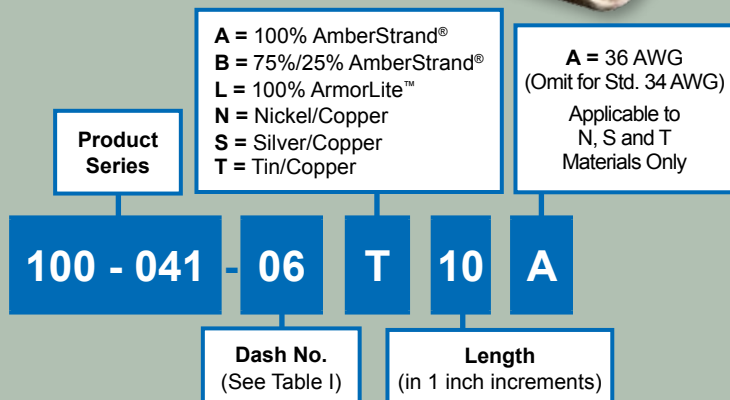 A = 100% AmberStrand®
B = 75%/25% AmberStrand®
L = 100% ArmorLite™
N = Nickel/Copper
S = Silver/Copper
T = Tin/Copper
A = 36 AWG
(Omit for Std. 34 AWG)
Applicable to
N, S and T
Materials Only
Product
Series
100 - 041 - 06 T 10 A
Dash No.
(See Table I)
Length
(in 1 inch increments)